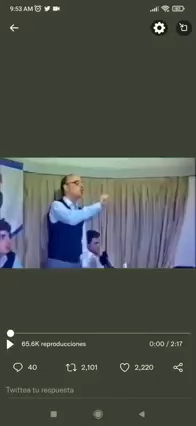 9:53 AM
65.6K reproducciones
0:00 / 2:17
40
2,101
2,220
Twittea tu respuesta